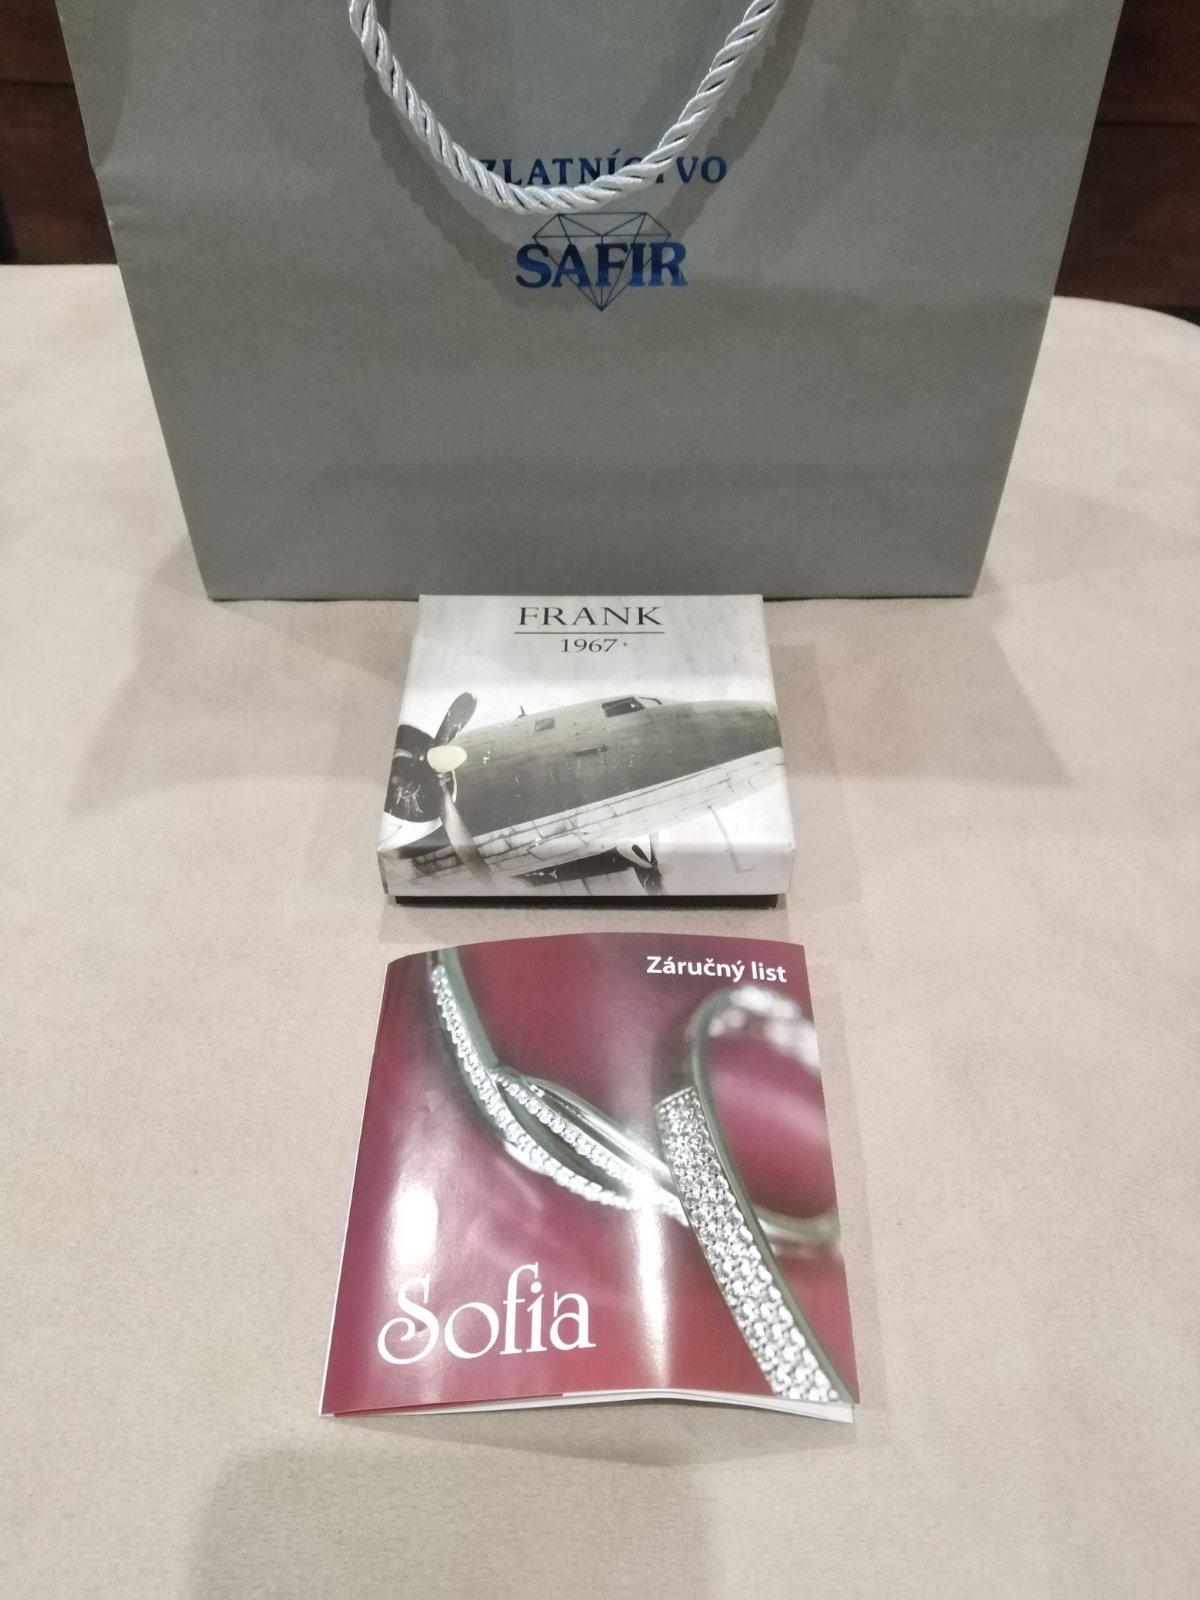 ZLATNÍCTVO
SAFIR
FRANK
1967
Záručný list
Sofia